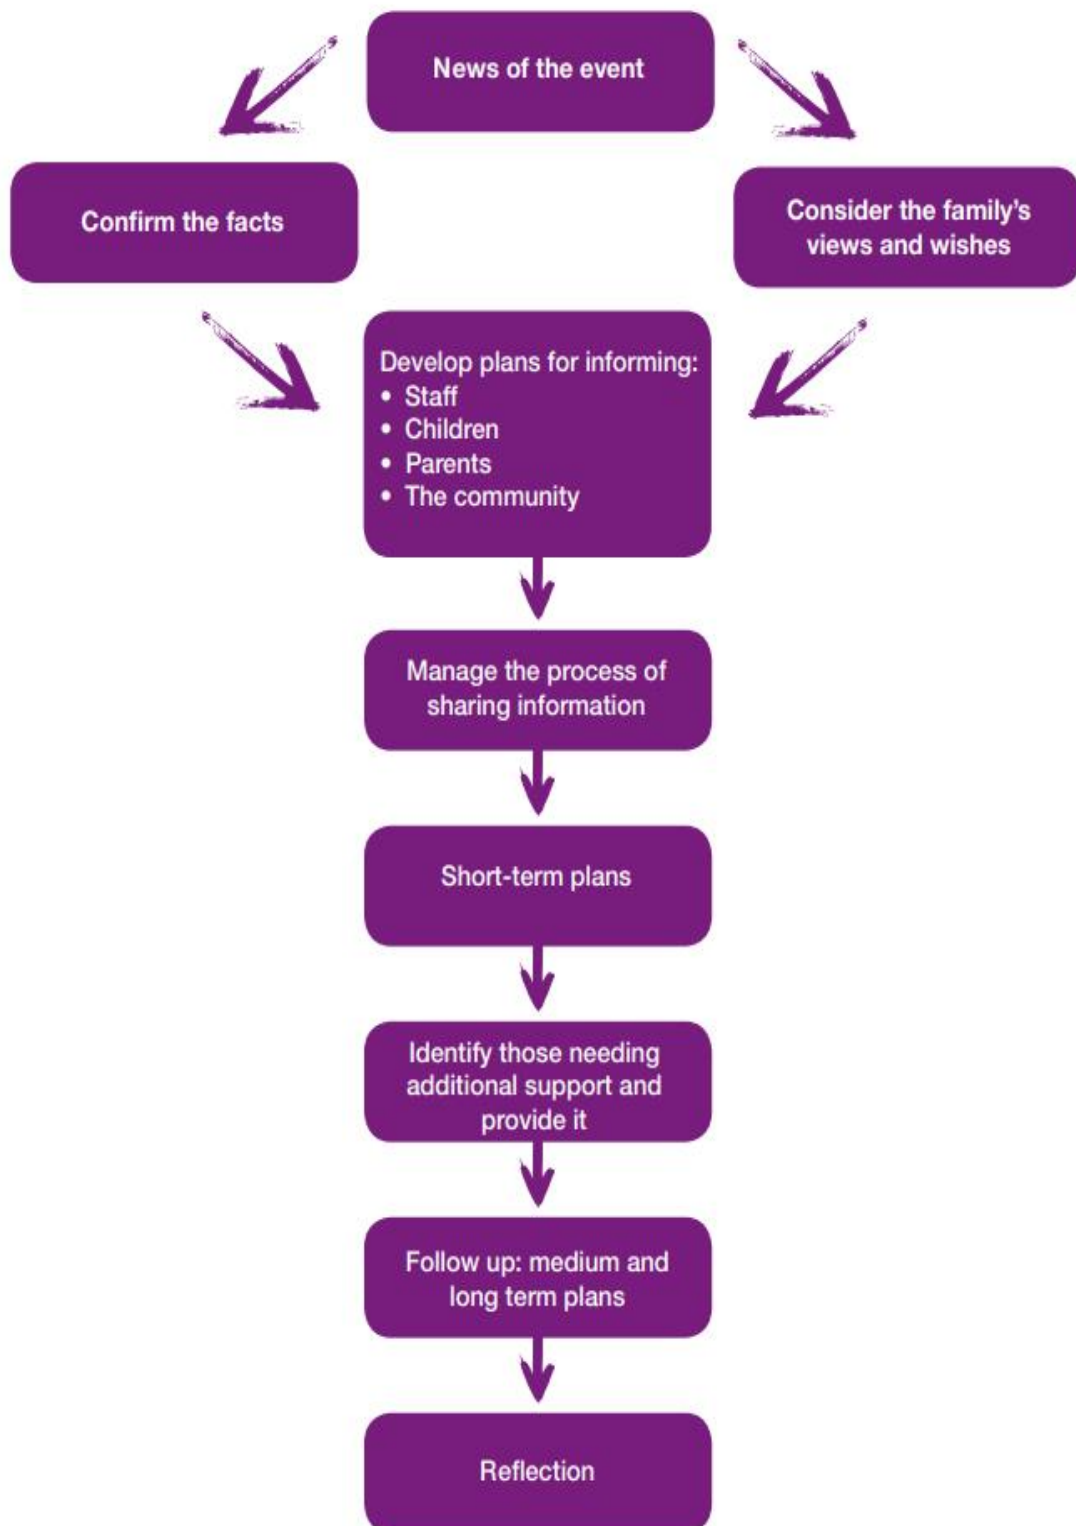 News of the event
Confirm the facts
Consider the family’s
views and wishes
Develop plans for informing:
• Staff
• Children
• Parents
• The community
Manage the process of
sharing information
Short-term plans
Identify those needing
additional support and
provide it
Follow up: medium and
long term plans
Reflection